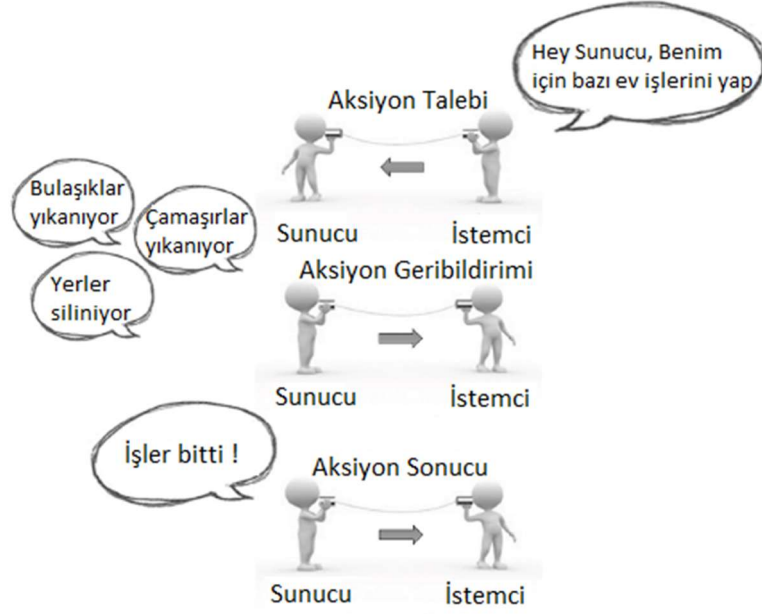 Hey Sunucu, Benim
için bazı ev işlerini yap
Aksiyon Talebi
Sunucu
İstemci
Bulaşıklar
yıkanıyor
Çamaşırlar
yıkanıyor
Yerler
siliniyor
Aksiyon Geribildirimi
Sunucu
İstemci
İşler bitti !
Aksiyon Sonucu
Sunucu
İstemci